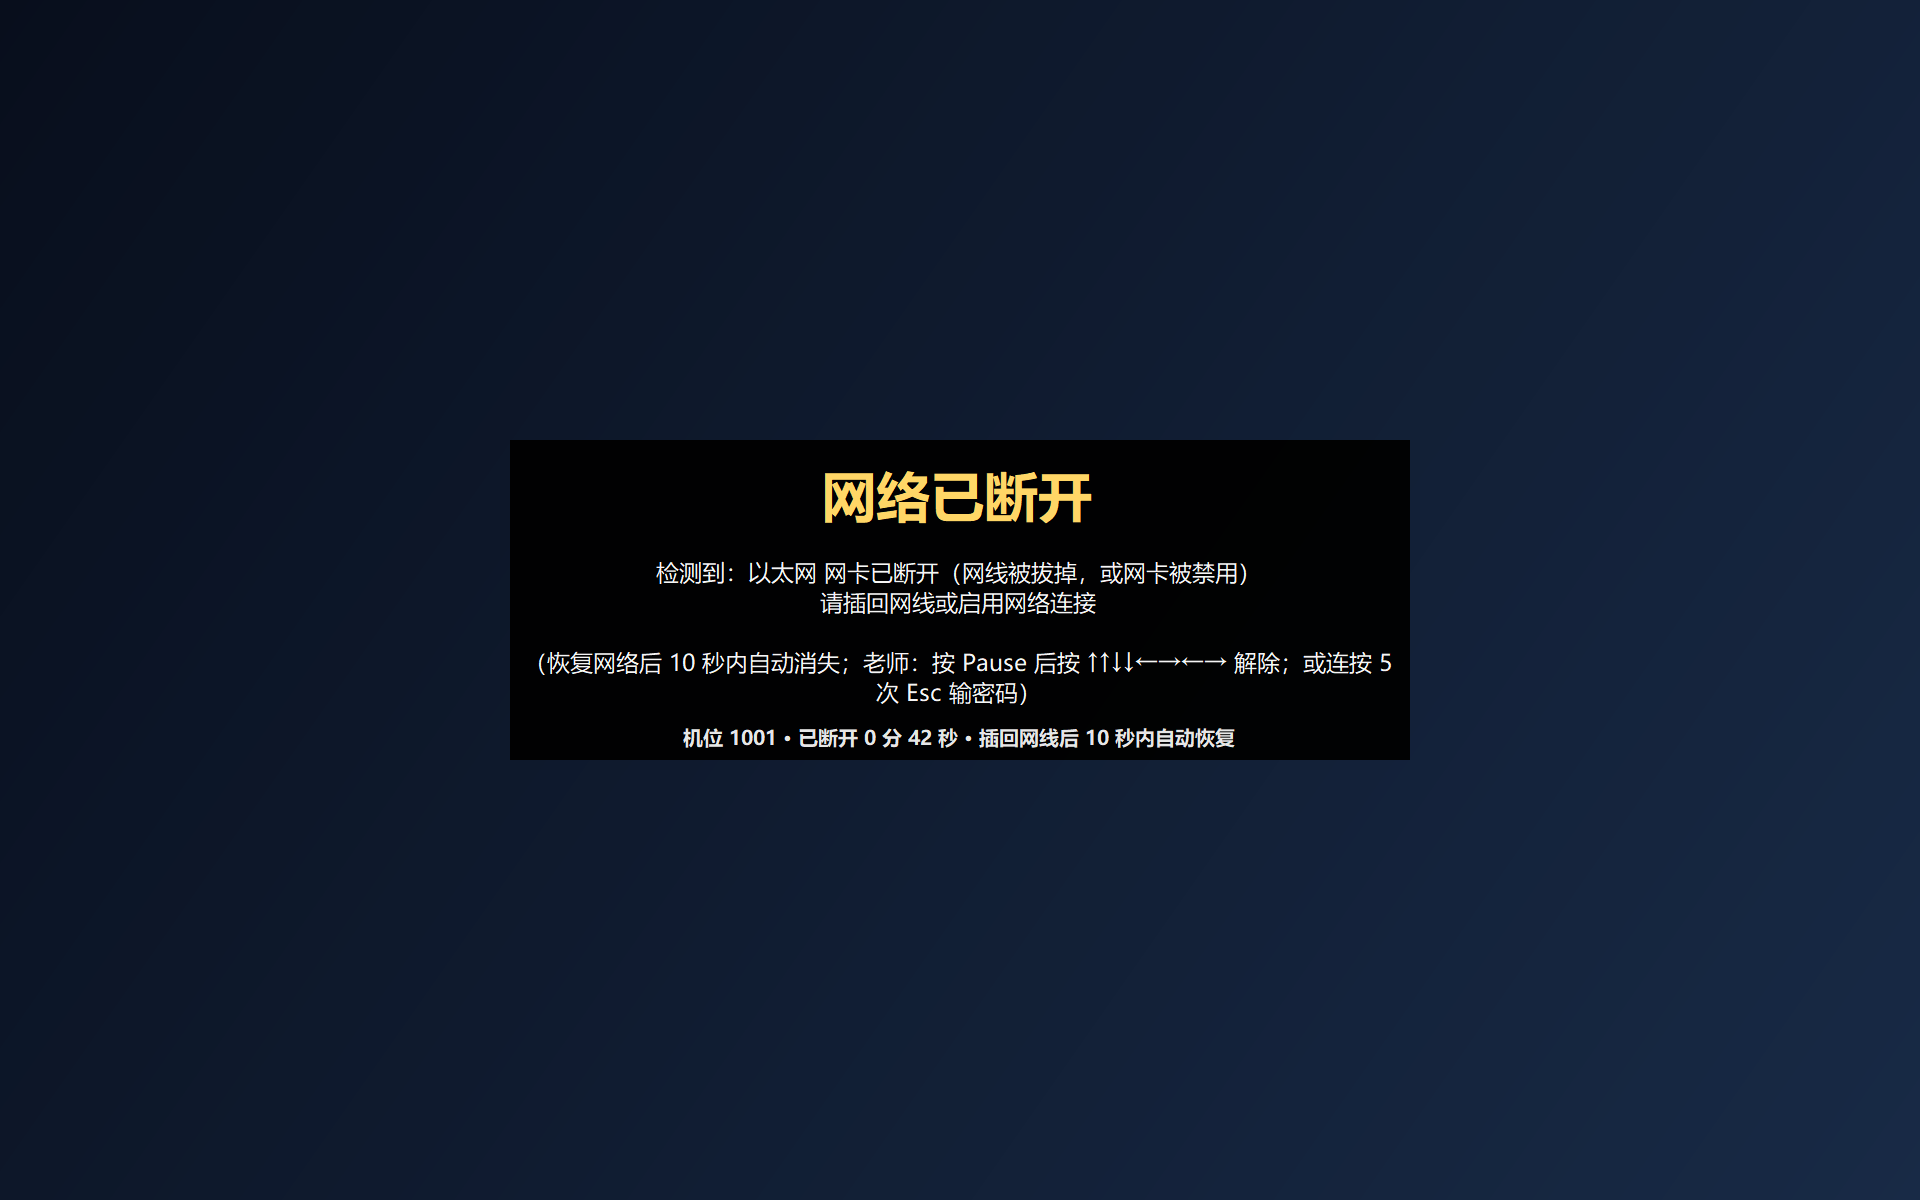 网络已断开
检测到：以太网 网卡已断开（网线被拔掉，或网卡被禁用）
请插回网线或启用网络连接
（恢复网络后 10 秒内自动消失；老师：按 Pause 后按 ↑↑↓↓←→←→ 解除；或连按 5
次 Esc 输密码）
机位 1001 • 已断开 0 分 42 秒 • 插回网线后 10 秒内自动恢复